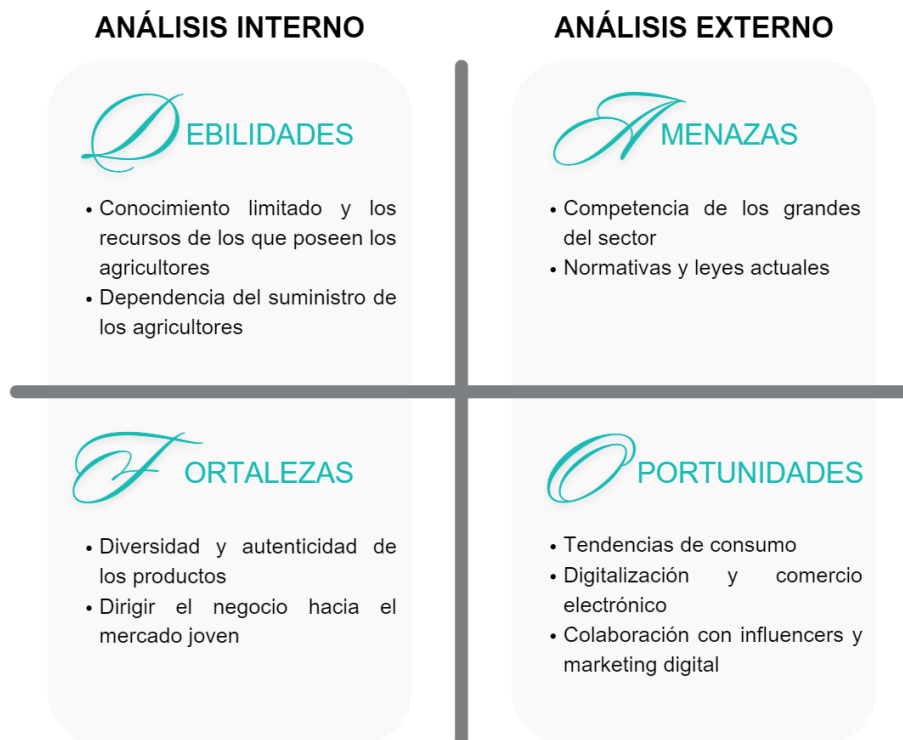 ANÁLISIS INTERNO
ANÁLISIS EXTERNO
DEBILIDADES
• Conocimiento limitado y los
recursos de los que poseen los
agricultores
• Dependencia del suministro de
los agricultores
AMENAZAS
• Competencia de los grandes
del sector
• Normativas y leyes actuales
FORTALEZAS
• Diversidad y autenticidad de
los productos
• Dirigir el negocio hacia el
mercado joven
OPORTUNIDADES
• Tendencias de consumo
• Digitalización y comercio
electrónico
• Colaboración con influencers y
marketing digital